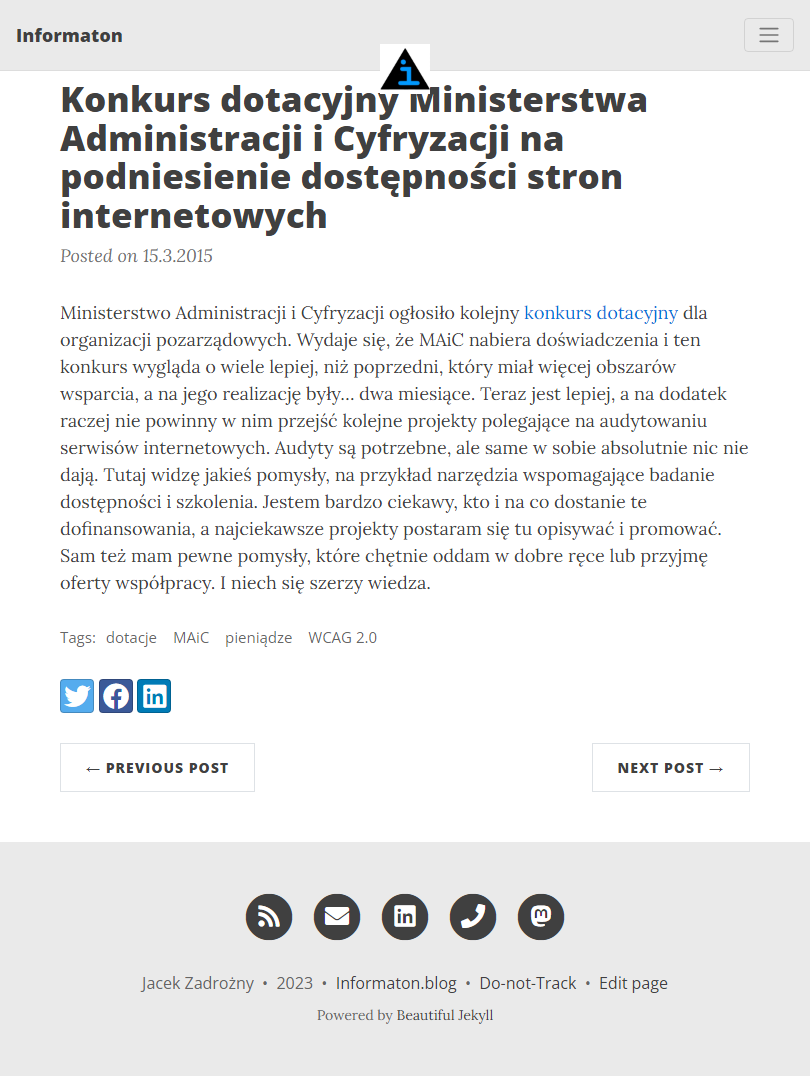 Informaton
Konkurs dotacyjny Ministerstwa
Administracji i Cyfryzacji na
podniesienie dostępności stron
internetowych
Posted on 15.3.2015
Ministerstwo Administracji i Cyfryzacji ogłosiło kolejny konkurs dotacyjny dla
organizacji pozarządowych. Wydaje się, że MAiC nabiera doświadczenia i ten
konkurs wygląda o wiele lepiej, niż poprzedni, który miał więcej obszarów
wsparcia, a na jego realizację były… dwa miesiące. Teraz jest lepiej, a na dodatek
raczej nie powinny w nim przejść kolejne projekty polegające na audytowaniu
serwisów internetowych. Audyty są potrzebne, ale same w sobie absolutnie nic nie
dają. Tutaj widzę jakieś pomysły, na przykład narzędzia wspomagające badanie
dostępności i szkolenia. Jestem bardzo ciekawy, kto i na co dostanie te
dofinansowania, a najciekawsze projekty postaram się tu opisywać i promować.
Sam też mam pewne pomysły, które chętnie oddam w dobre ręce lub przyjmę
oferty współpracy. I niech się szerzy wiedza.
Tags: dotacje MAiC pieniądze WCAG 2.0
← PREVIOUS POST
NEXT POST →
Jacek Zadrożny • 2023 • Informaton.blog • Do-not-Track • Edit page
Powered by Beautiful Jekyll